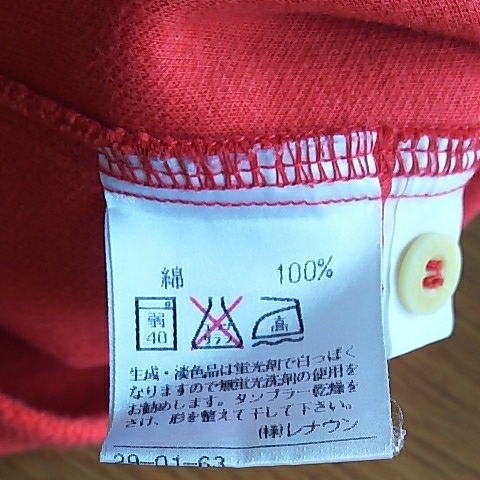 綿 100%
弱
40
エンソ
サラシ
高
生成・淡色品は蛍光剤で白っぽく
なりますので無蛍光洗剤の使用を
お勧めします。タンブラー乾燥を
さけ、形を整えて干して下さい。
㈱レナウン
29-01-63